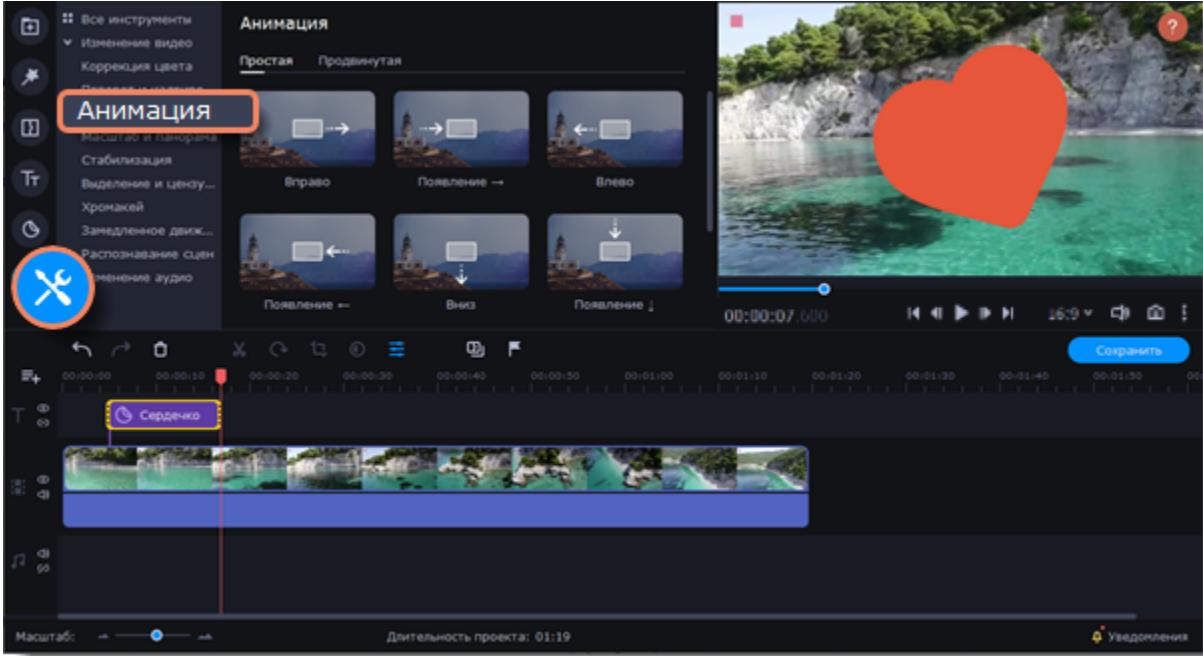 Все инструменты
Изменение видео
Коррекция цвета
Анимация
Масштаб и панорама
Стабилизация
Выделение и цензу...
Хромакей
Замедленное движ...
Распознавание сцен
Изменение аудио
Анимация
Простая Продвинутая
Вправо Появление → Влево
Появление ← Вниз Появление ↓
?
00:00:07.600
16:9
Сохранить
00:00:00 00:00:10 00:00:20 00:00:30 00:00:40 00:00:50 00:01:00 00:01:10 00:01:20 00:01:30 00:01:40 00:01:50 00:
Сердечко
Масштаб: Длительность проекта: 01:19 Уведомления